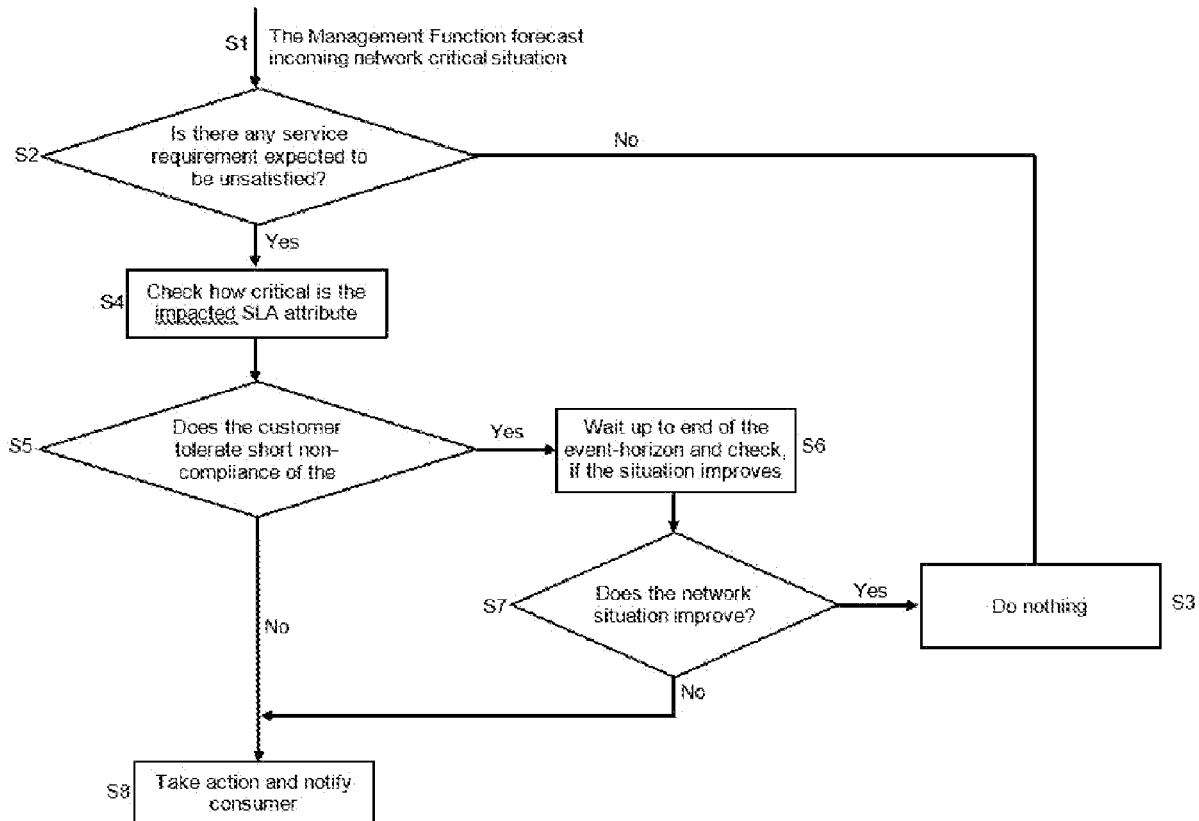 S1
The Management Function forecast
incoming network critical situation
S2
Is there any service
requirement expected to
be unsatisfied?
No
Yes
S4
Check how critical is the
impacted SLA attribute
S5
Does the customer
tolerate short non-
compliance of the
Yes
Wait up to end of the
event-horizon and check,
if the situation improves
S6
S7
Does the network
situation improve?
Yes
Do nothing
S3
No
No
S8
Take action and notify
consumer